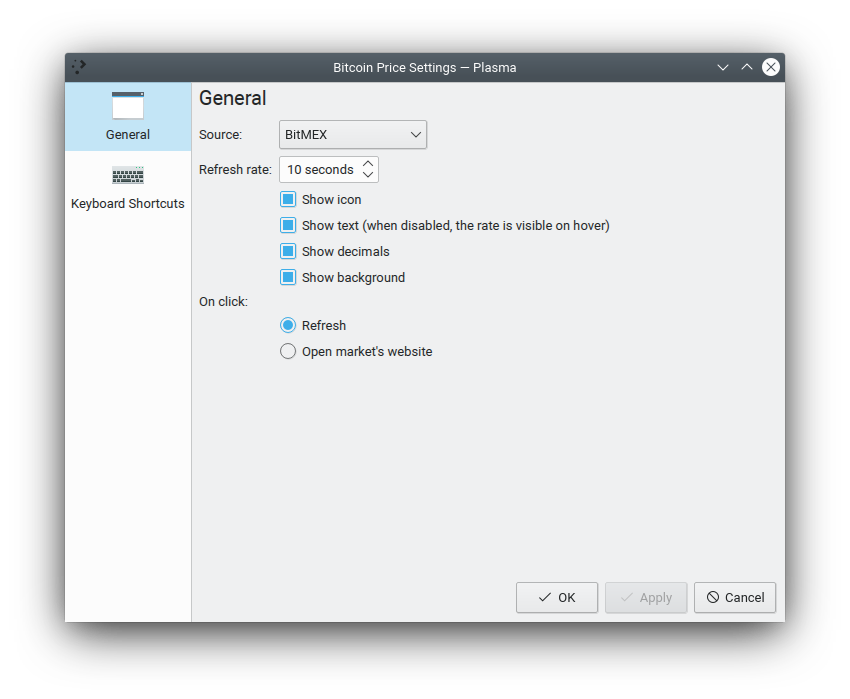 Bitcoin Price Settings — Plasma
General
Keyboard Shortcuts
General
Source: BitMEX
Refresh rate: 10 seconds
Show icon
Show text (when disabled, the rate is visible on hover)
Show decimals
Show background
On click:
Refresh
Open market's website
OK Apply Cancel